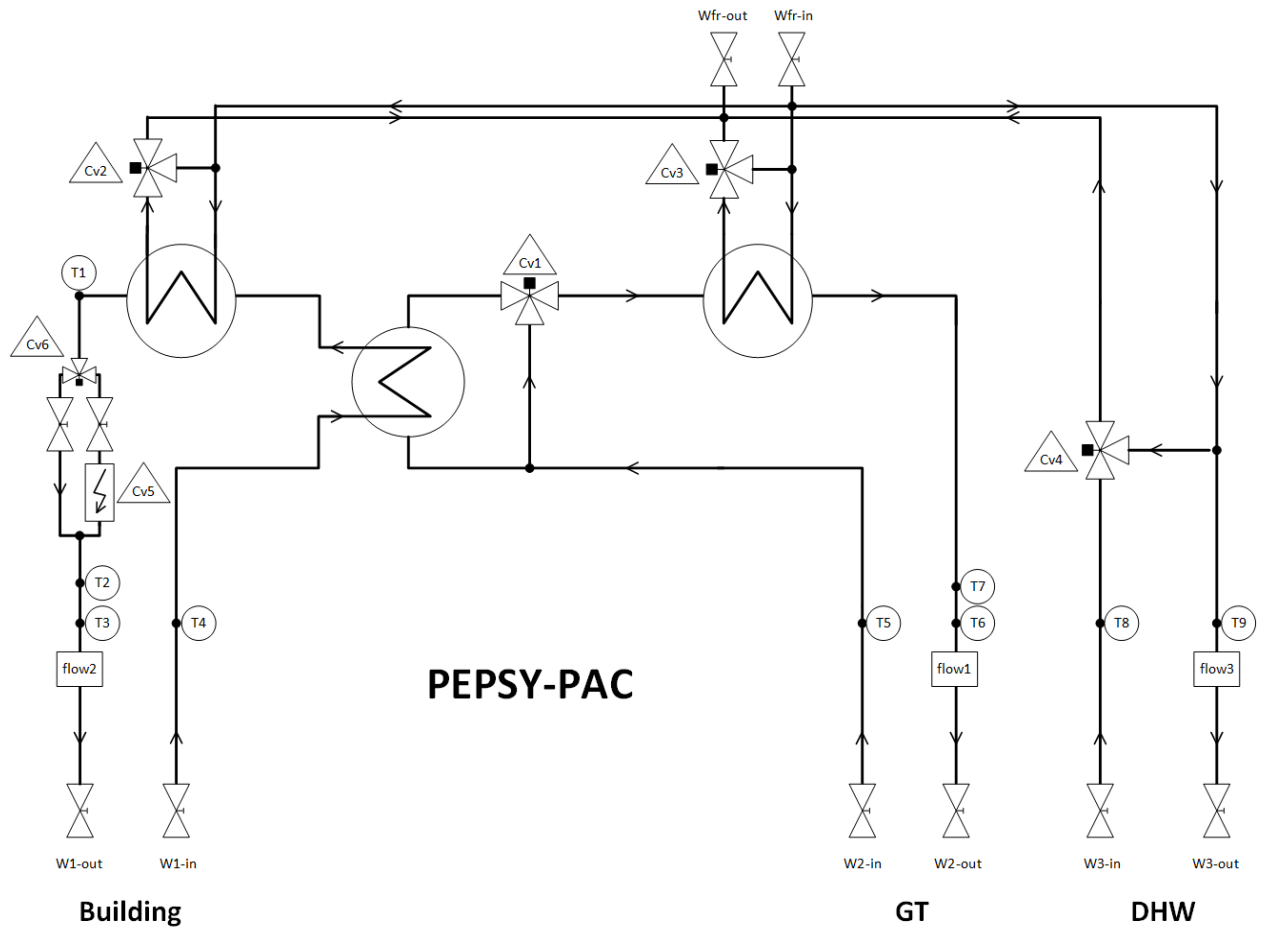 Wfr-out Wfr-in
Cv2
Cv3
T1
Cv1
Cv6
Cv4
Cv5
T2
T7
T3
T4
T5
T6
T8
T9
flow2
flow1
flow3
PEPSY-PAC
W1-out
W1-in
W2-in
W2-out
W3-in
W3-out
Building
GT
DHW